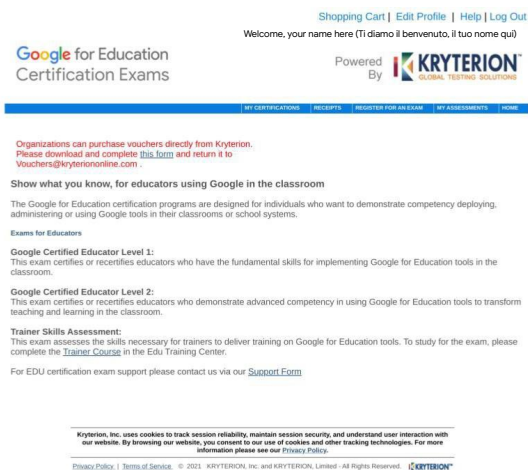 Shopping Cart | Edit Profile | Help | Log Out
Welcome, your name here (Ti diamo il benvenuto, il tuo nome qui)
Google for Education
Certification Exams
Powered
By
KRYTERION™
GLOBAL TESTING SOLUTIONS
MY CERTIFICATIONS | RECEIPTS | REGISTER FOR AN EXAM | MY ASSESSMENTS | HOME
Organizations can purchase vouchers directly from Kryterion.
Please download and complete this form and return it to
Vouchers@kryteriononline.com .
Show what you know, for educators using Google in the classroom
The Google for Education certification programs are designed for individuals who want to demonstrate competency deploying,
administering or using Google tools in their classrooms or school systems.
Exams for Educators
Google Certified Educator Level 1:
This exam certifies or recertifies educators who have the fundamental skills for implementing Google for Education tools in the
classroom.
Google Certified Educator Level 2:
This exam certifies or recertifies educators who demonstrate advanced competency in using Google for Education tools to transform
teaching and learning in the classroom.
Trainer Skills Assessment:
This exam assesses the skills necessary for trainers to deliver training on Google for Education tools. To study for the exam, please
complete the Trainer Course in the Edu Training Center.
For EDU certification exam support please contact us via our Support Form
Kryterion, Inc. uses cookies to track session reliability, maintain session security, and understand user interaction with
our website. By browsing our website, you consent to our use of cookies and other tracking technologies. For more
information please see our Privacy Policy.
Privacy Policy | Terms of Service © 2021 KRYTERION, Inc. and KRYTERION, Limited - All Rights Reserved. KRYTERION™